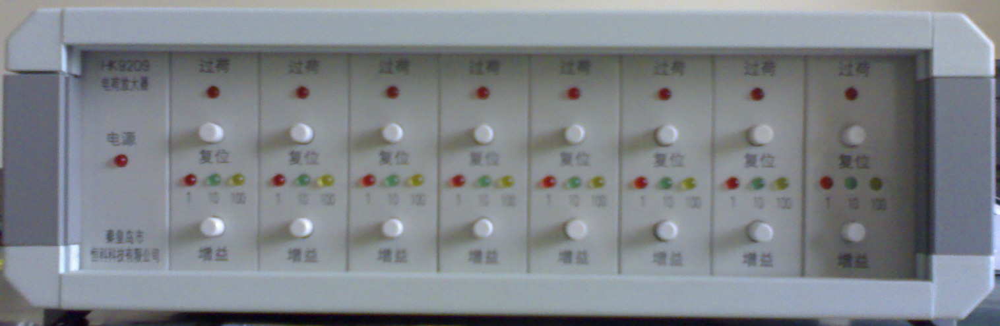 HK9209
电荷放大器
电源
秦皇岛市
恒科科技有限公司
过荷 过荷 过荷 过荷 过荷 过荷 过荷 过荷
复位 复位 复位 复位 复位 复位 复位 复位
1 10 100 1 10 100 1 10 100 1 10 100 1 10 100 1 10 100 1 10 100 1 10 100
增益 增益 增益 增益 增益 增益 增益 增益